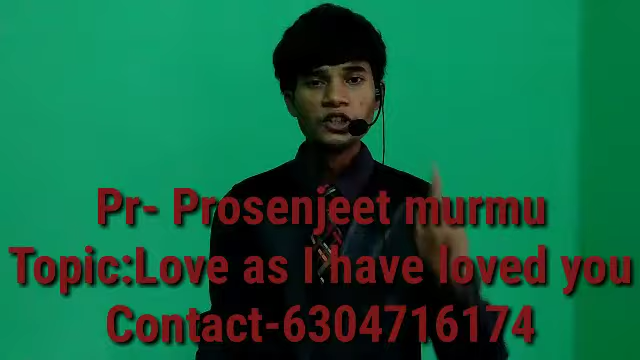 Pr- Prosenjeet murmu
Topic:Love as I have loved you
Contact-6304716174